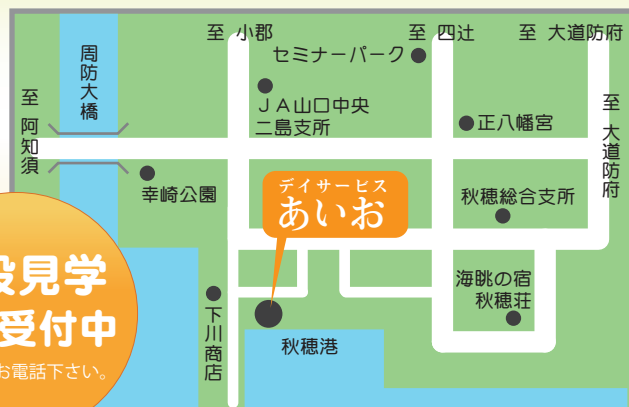 至 小郡
至 四辻
至 大道防府
周防大橋
セミナーパーク
至 阿知須
ＪＡ山口中央
二島支所
正八幡宮
至 大道防府
幸崎公園
デイサービス
あいお
秋穂総合支所
見学
受付中
お電話下さい。
海眺の宿
秋穂荘
下川商店
秋穂港